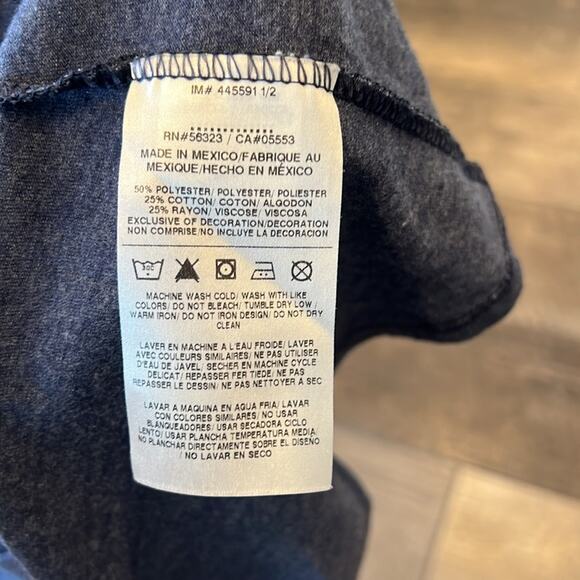 IM# 445591 1/2
RN#56323 / CA#05553
MADE IN MEXICO/FABRIQUE AU
MEXIQUE/HECHO EN MÉXICO
50% POLYESTER/ POLYESTER/ POLIESTER
25% COTTON/ COTON/ ALGODON
25% RAYON/ VISCOSE/ VISCOSA
EXCLUSIVE OF DECORATION/DECORATION
NON COMPRISE/NO INCLUYE LA DECORACION
30C
MACHINE WASH COLD/ WASH WITH LIKE
COLORS/ DO NOT BLEACH/ TUMBLE DRY LOW /
WARM IRON/ DO NOT IRON DESIGN/ DO NOT DRY
CLEAN
LAVER EN MACHINE A L'EAU FROIDE/ LAVER
AVEC COULEURS SIMILAIRES/ NE PAS UTILISER
D'EAU DE JAVEL, SECHER EN MACHINE CYCLE
DELICAT/ REPASSER FER TIEDE/ NE PAS
REPASSER LE DESSIN/ NE PAS NETTOYER A SEC
LAVAR A MAQUINA EN AGUA FRIA/ LAVAR
CON COLORES SIMILARES/ NO USAR
BLANQUEADORES/ USAR SECADORA CICLO
LENTO/ USAR PLANCHA TEMPERATURA MEDIA/
NO PLANCHAR DIRECTAMENTE SOBRE EL DISEÑO
/ NO LAVAR EN SECO